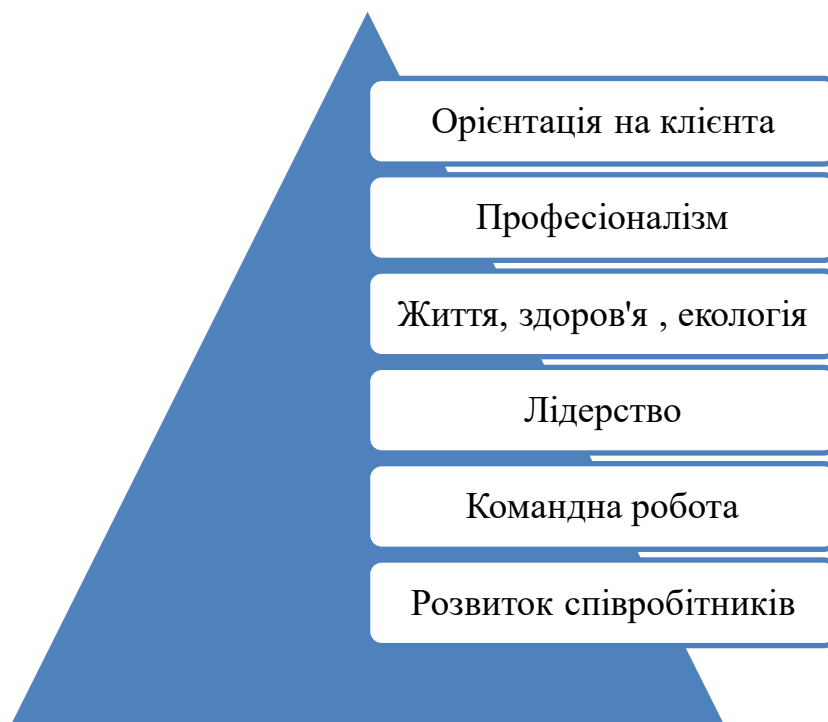 Орієнтація на клієнта
Професіоналізм
Життя, здоров'я , екологія
Лідерство
Командна робота
Розвиток співробітників